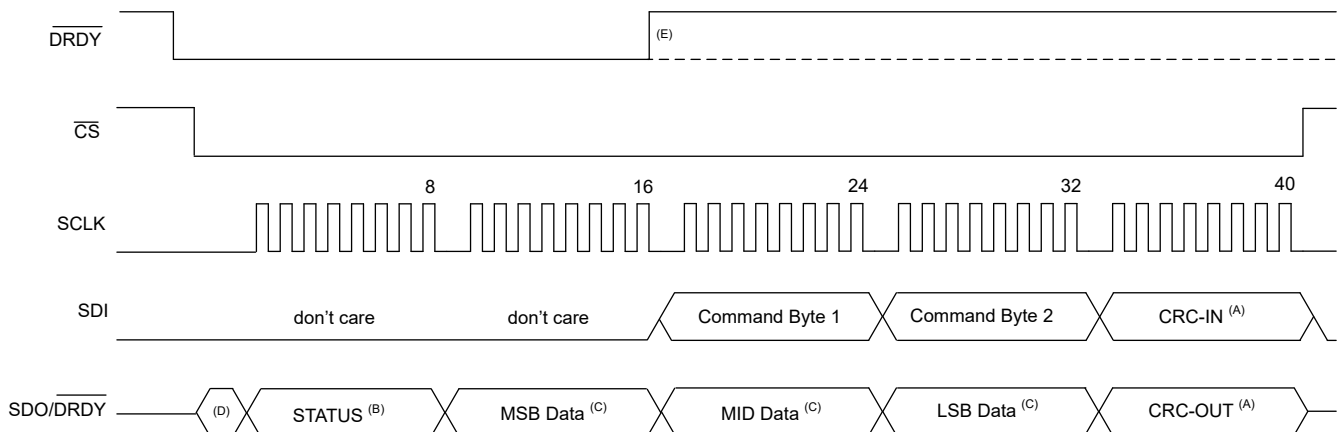 DRDY
(E)
CS
8 16 24 32 40
SCLK
SDI don't care don't care Command Byte 1 Command Byte 2 CRC-IN (A)
SDO/DRDY (D) STATUS (B) MSB Data (C) MID Data (C) LSB Data (C) CRC-OUT (A)